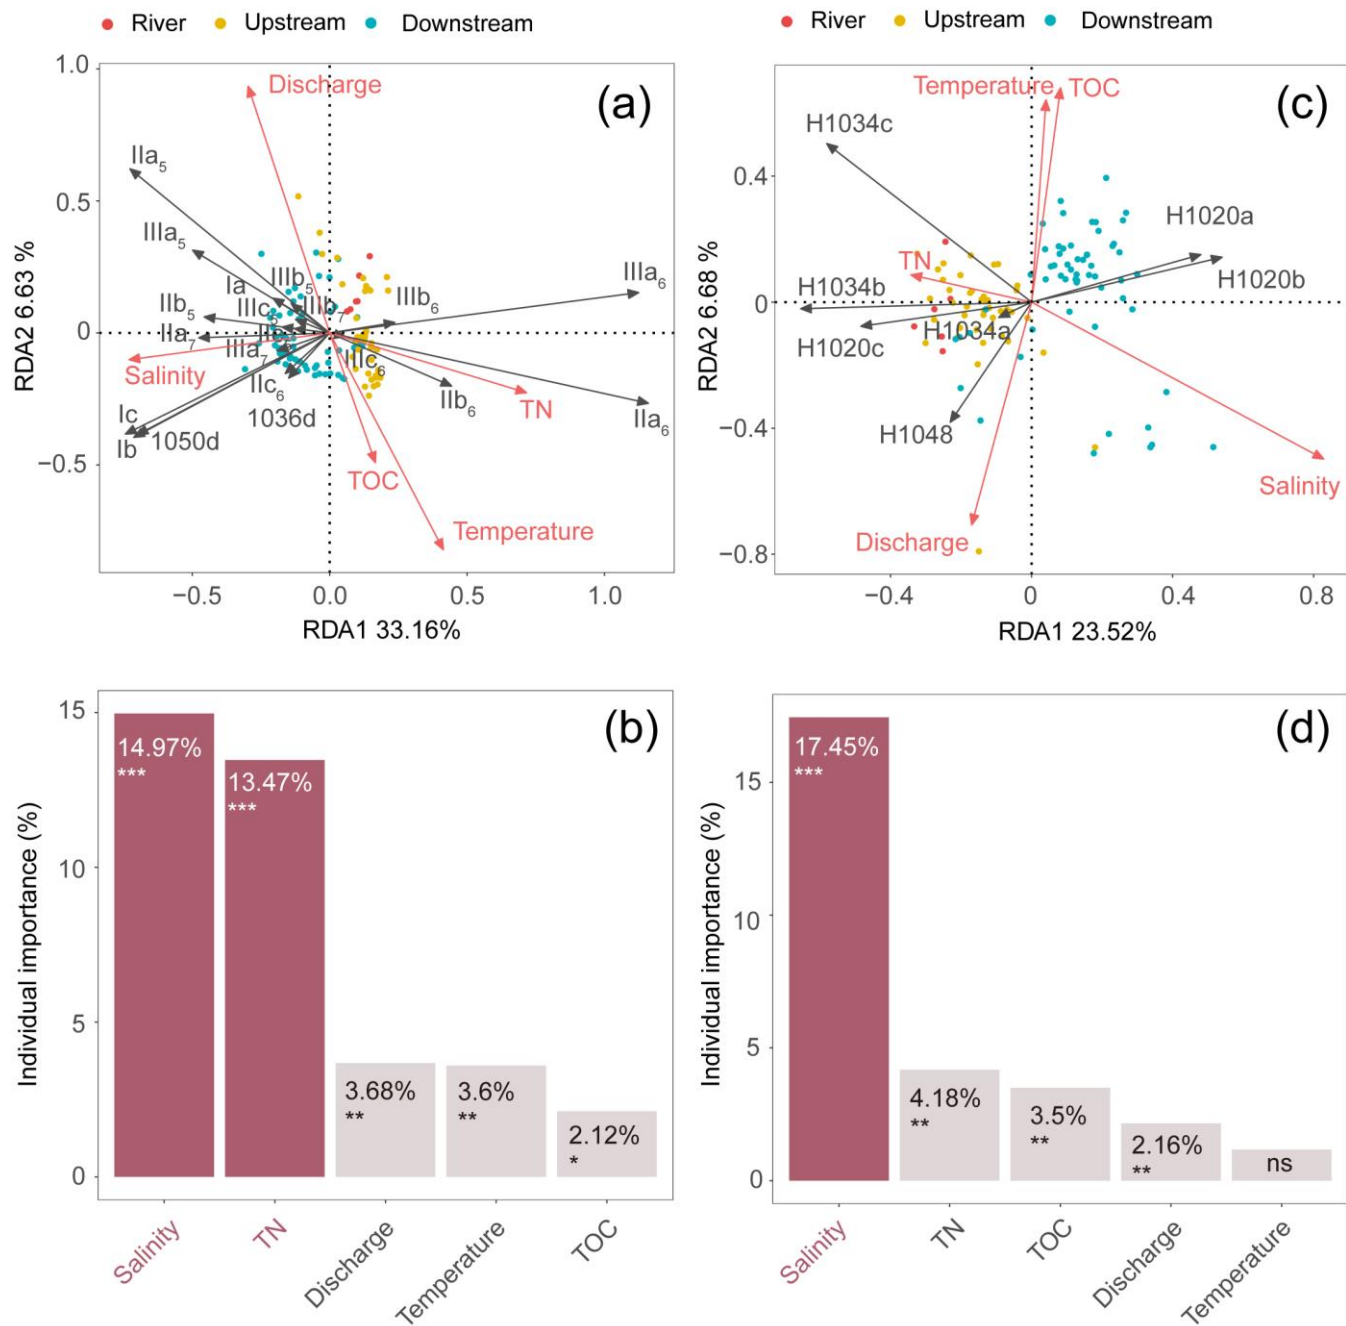 River Upstream Downstream
River Upstream Downstream
(a)
1.0
0.5
0
−0.5
RDA2 6.63 %
−0.5 0.0 0.5 1.0
RDA1 33.16%
Discharge
IIa5
IIIa5
Ia
IIIb5
IIIb7
IIIb6
IIIa6
IIb5
IIIc5
IIa7
IIIa7
IIIc6
Salinity
IIc6
IIb6
TN
IIa6
Ic
1036d
1050d
Ib
TOC
Temperature
(c)
0.4
0
−0.4
−0.8
RDA2 6.68 %
−0.4 0 0.4 0.8
RDA1 23.52%
Temperature
TOC
H1034c
H1020a
TN
H1020b
H1034b
H1034a
H1020c
H1048
Salinity
Discharge
(b)
15
10
5
0
Individual importance (%)
14.97%
***
13.47%
***
3.68%
**
3.6%
**
2.12%
*
Salinity TN Discharge Temperature TOC
(d)
15
10
5
0
Individual importance (%)
17.45%
***
4.18%
**
3.5%
**
2.16%
**
ns
Salinity TN TOC Discharge Temperature